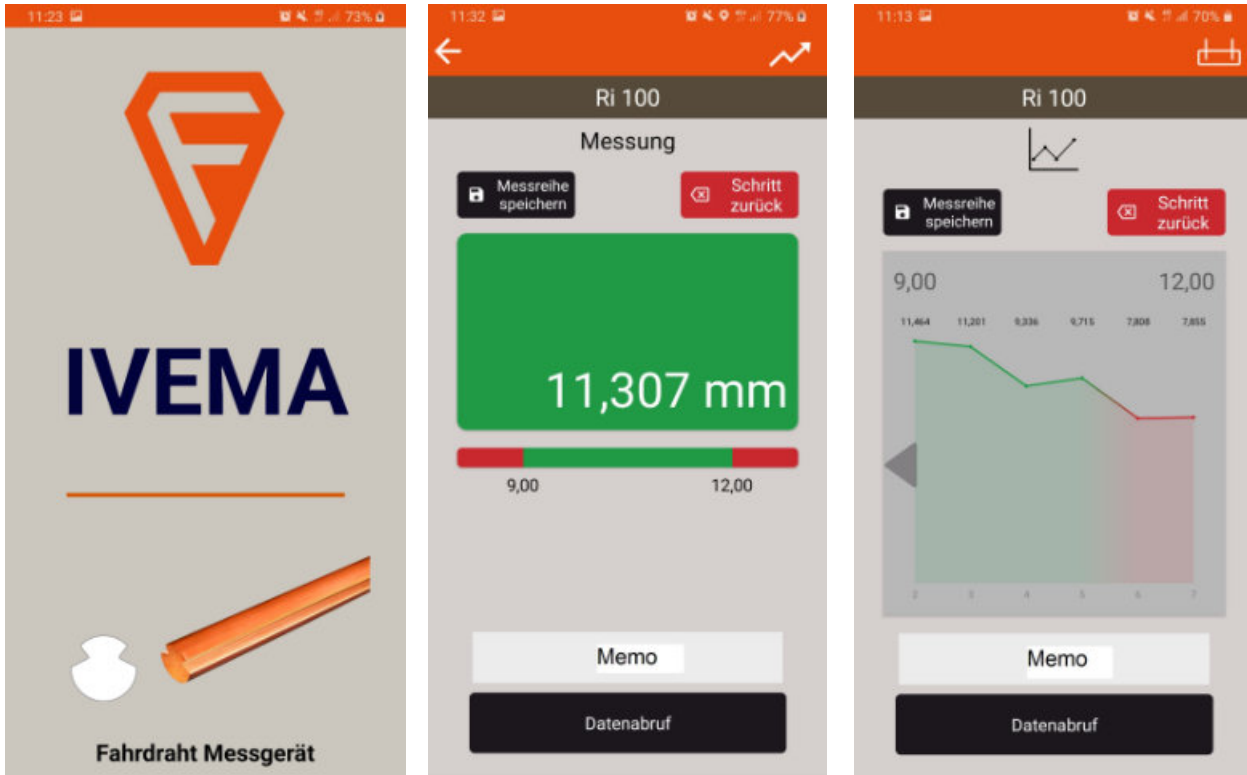 11:23
73%
IVEMA
Fahrdraht Messgerät
11:32
77%
Ri 100
Messung
Messreihe
speichern
Schritt
zurück
11,307 mm
9,00 12,00
Memo
Datenabruf
11:13
70%
Ri 100
Messreihe
speichern
Schritt
zurück
9,00 12,00
11,464 11,201 9,336 9,715 7,808 7,855
2 3 4 5 6 7
Memo
Datenabruf